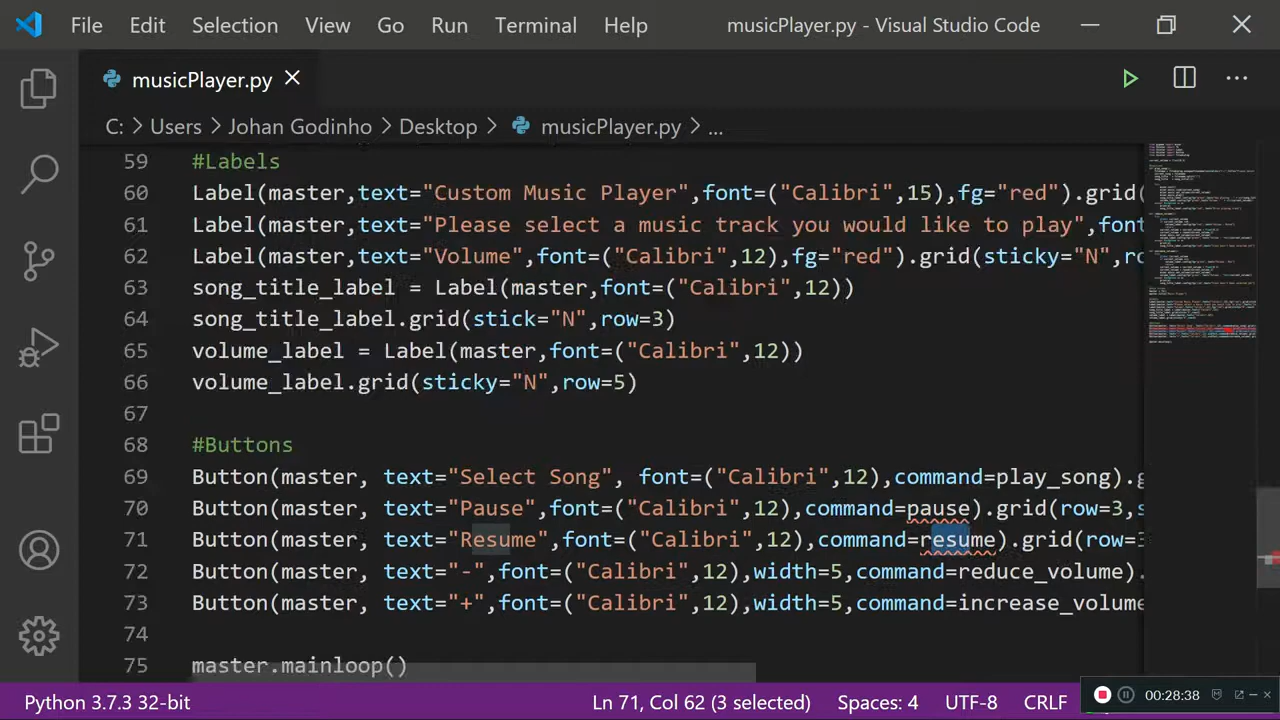 File Edit Selection View Go Run Terminal Help musicPlayer.py - Visual Studio Code
musicPlayer.py
C: > Users > Johan Godinho > Desktop > musicPlayer.py > ...
59 #Labels
60 Label(master,text="Custom Music Player",font=("Calibri",15),fg="red").grid(
61 Label(master,text="Please select a music track you would like to play",font
62 Label(master,text="Volume",font=("Calibri",12),fg="red").grid(sticky="N",ro
63 song_title_label = Label(master,font=("Calibri",12))
64 song_title_label.grid(stick="N",row=3)
65 volume_label = Label(master,font=("Calibri",12))
66 volume_label.grid(sticky="N",row=5)
67
68 #Buttons
69 Button(master, text="Select Song", font=("Calibri",12),command=play_song).g
70 Button(master, text="Pause",font=("Calibri",12),command=pause).grid(row=3,s
71 Button(master, text="Resume",font=("Calibri",12),command=resume).grid(row=3
72 Button(master, text="-",font=("Calibri",12),width=5,command=reduce_volume).
73 Button(master, text="+",font=("Calibri",12),width=5,command=increase_volume
74
75 master.mainloop()
Python 3.7.3 32-bit Ln 71, Col 62 (3 selected) Spaces: 4 UTF-8 CRLF 00:28:38